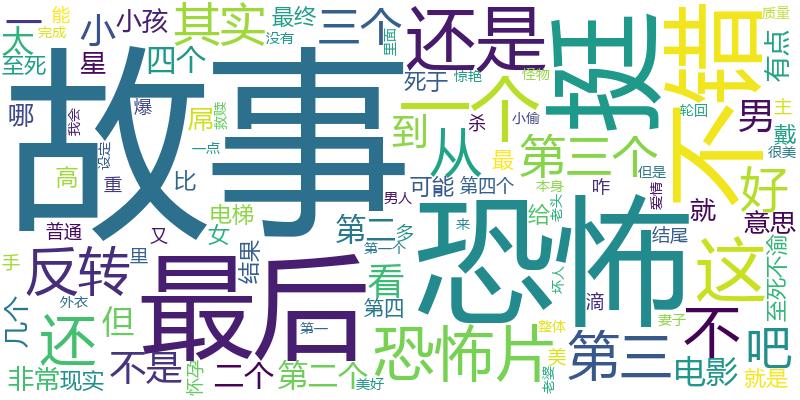 一 能 小 小孩 其实 最终 三个 还是 挺 不错 质量
太 完成 没有 里面 有点
至死 星 四个 死于 惊艳 怪物 一个
哪 我会 爆 屌 救赎 到 从 杀 小偷 第三个 轮回 男 主
故事 戴
设定 一点 最 但是 很美
高 重 比 可能 第四个 本身 老头 咋 爱情 好
电梯 男人 恐怖 给 就 意思
普通 又 女 第二 多 来 结尾 至死不渝
手 反转 里 结果 第一个 看 坏人 滴 这
几个 外衣 最后 第一 第四 整体 妻子 不 吧
还 但 恐怖片 美 第三
非常 现实 不是 怀孕 二个 第二个 美好 老婆 电影 就是